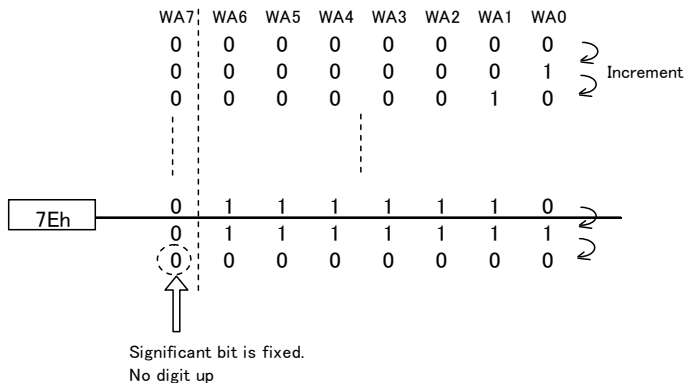 WA7 WA6 WA5 WA4 WA3 WA2 WA1 WA0
0 0 0 0 0 0 0 0
0 0 0 0 0 0 0 1 Increment
0 0 0 0 0 0 1 0
7Eh 0 1 1 1 1 1 1 0
0 1 1 1 1 1 1 1
0 0 0 0 0 0 0 0
Significant bit is fixed.
No digit up